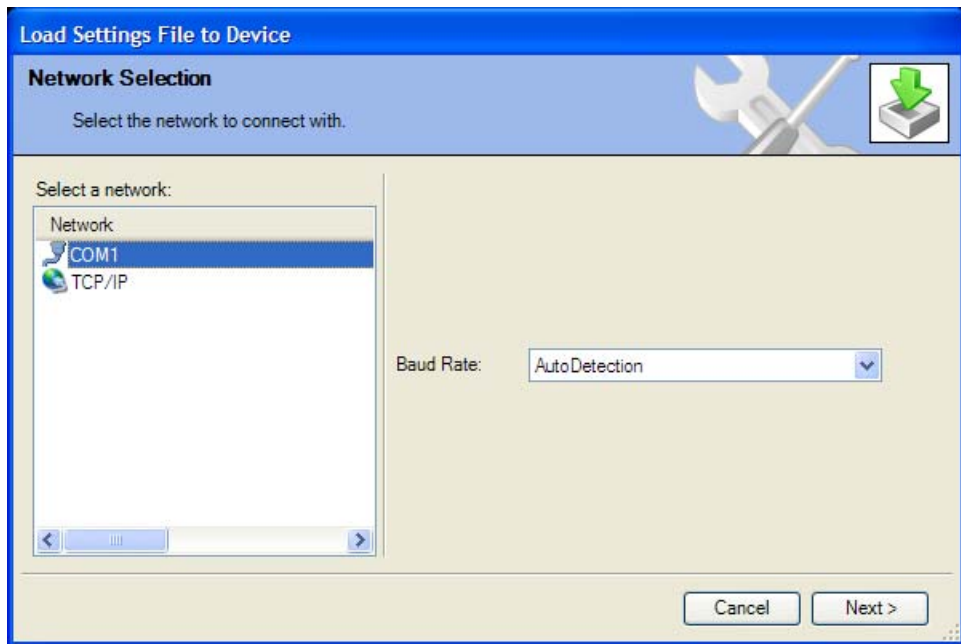 Load Settings File to Device
Network Selection
Select the network to connect with.
Select a network:
Network
COM1
TCP/IP
Baud Rate: AutoDetection
Cancel Next >